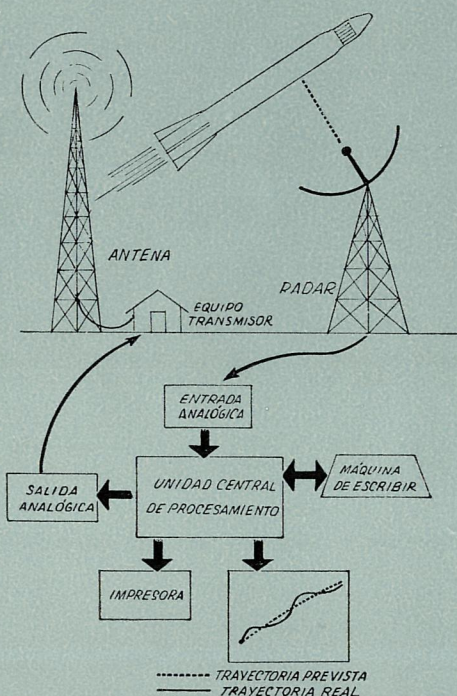 ANTENA
EQUIPO
TRANSMISOR
RADAR
ENTRADA
ANALÓGICA
SALIDA
ANALÓGICA
UNIDAD CENTRAL
DE PROCESAMIENTO
MÁQUINA
DE ESCRIBIR
IMPRESORA
TRAYECTORIA PREVISTA
TRAYECTORIA REAL